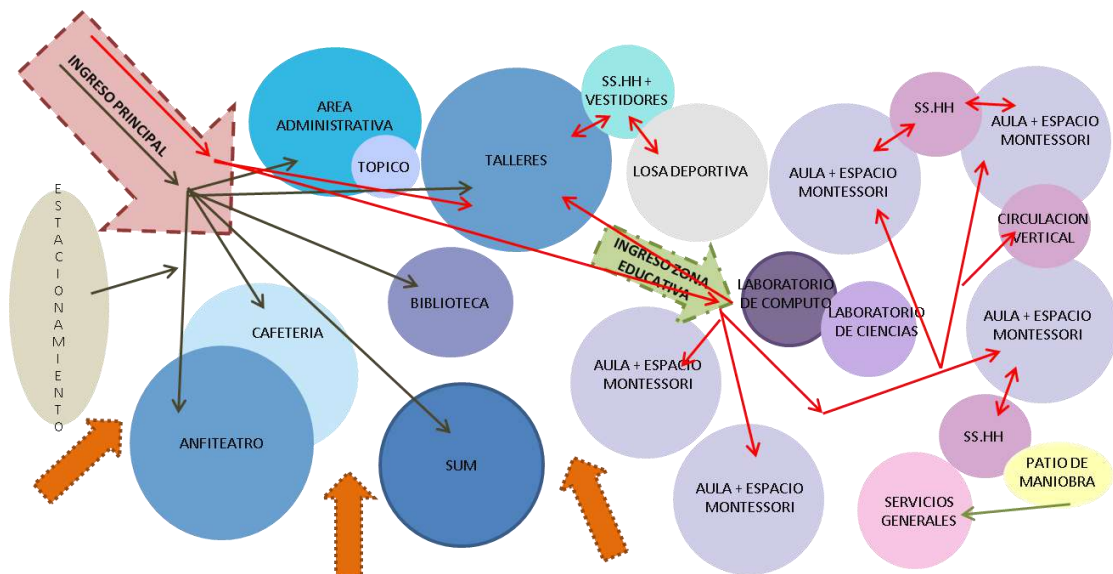 INGRESO PRINCIPAL
ESTACIONAMIENTO
AREA
ADMINISTRATIVA
TOPICO
TALLERES
SS.HH +
VESTIDORES
LOSA DEPORTIVA
BIBLIOTECA
CAFETERIA
ANFITEATRO
SUM
INGRESO ZONA
EDUCATIVA
LABORATORIO
DE COMPUTO
LABORATORIO
DE CIENCIAS
AULA + ESPACIO
MONTESSORI
AULA + ESPACIO
MONTESSORI
AULA + ESPACIO
MONTESSORI
SS.HH
AULA + ESPACIO
MONTESSORI
CIRCULACION
VERTICAL
AULA + ESPACIO
MONTESSORI
SS.HH
PATIO DE
MANIOBRA
SERVICIOS
GENERALES